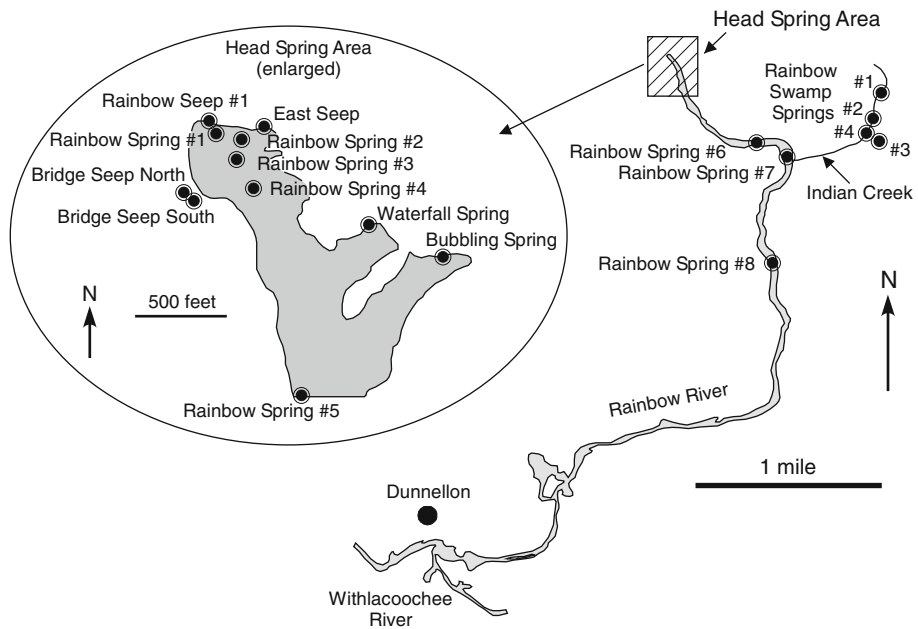 Head Spring Area
(enlarged)
Rainbow Seep #1
East Seep
Rainbow Spring #1
Rainbow Spring #2
Rainbow Spring #3
Rainbow Spring #4
Bridge Seep North
Bridge Seep South
Waterfall Spring
Bubbling Spring
N
500 feet
Rainbow Spring #5
Head Spring Area
Rainbow
Swamp
Springs
#1
#2
#4
#3
Rainbow Spring #6
Rainbow Spring #7
Indian Creek
Rainbow Spring #8
N
Rainbow River
1 mile
Dunnellon
Withlacoochee
River